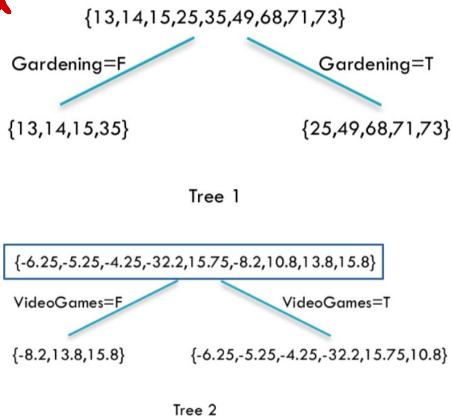 {13,14,15,25,35,49,68,71,73}
Gardening=F Gardening=T
{13,14,15,35} {25,49,68,71,73}
Tree 1
{-6.25,-5.25,-4.25,-32.2,15.75,-8.2,10.8,13.8,15.8}
VideoGames=F VideoGames=T
{-8.2,13.8,15.8} {-6.25,-5.25,-4.25,-32.2,15.75,10.8}
Tree 2